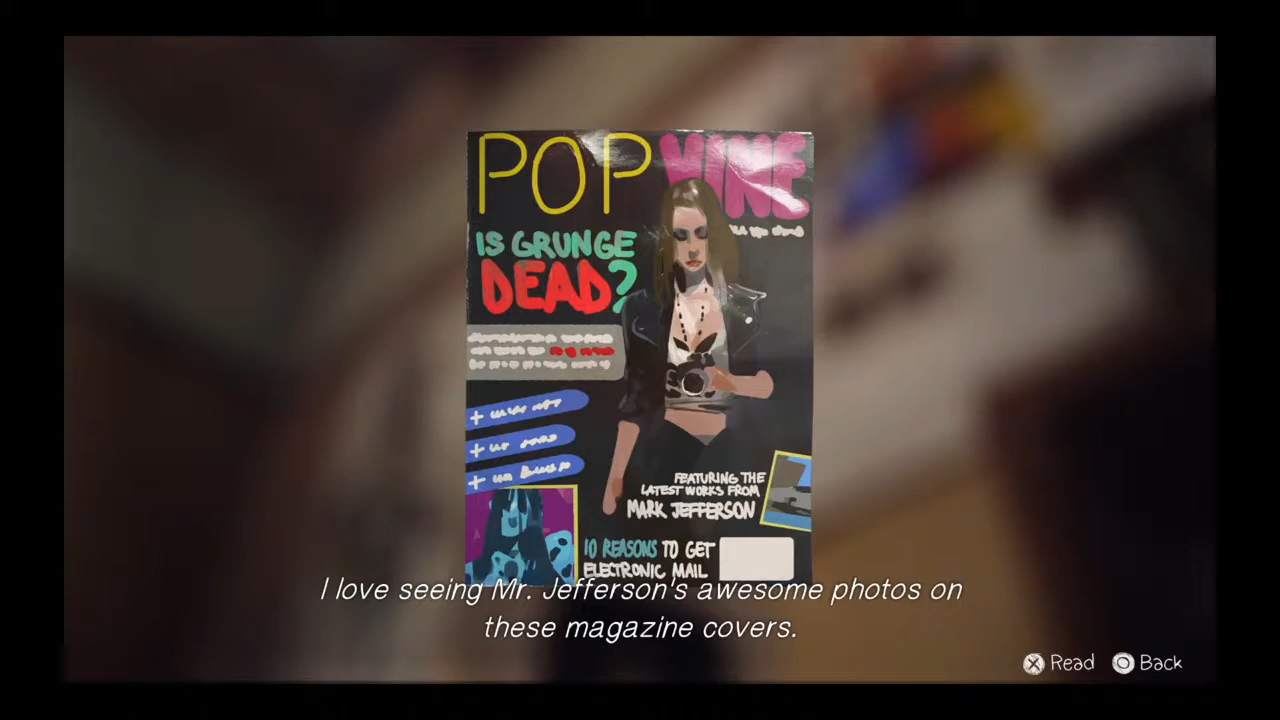 POP VINE
IS GRUNGE
DEAD?
FEATURING THE
LATEST WORKS FROM
MARK JEFFERSON
10 REASONS TO GET
ELECTRONIC MAIL
I love seeing Mr. Jefferson's awesome photos on
these magazine covers.
Read Back